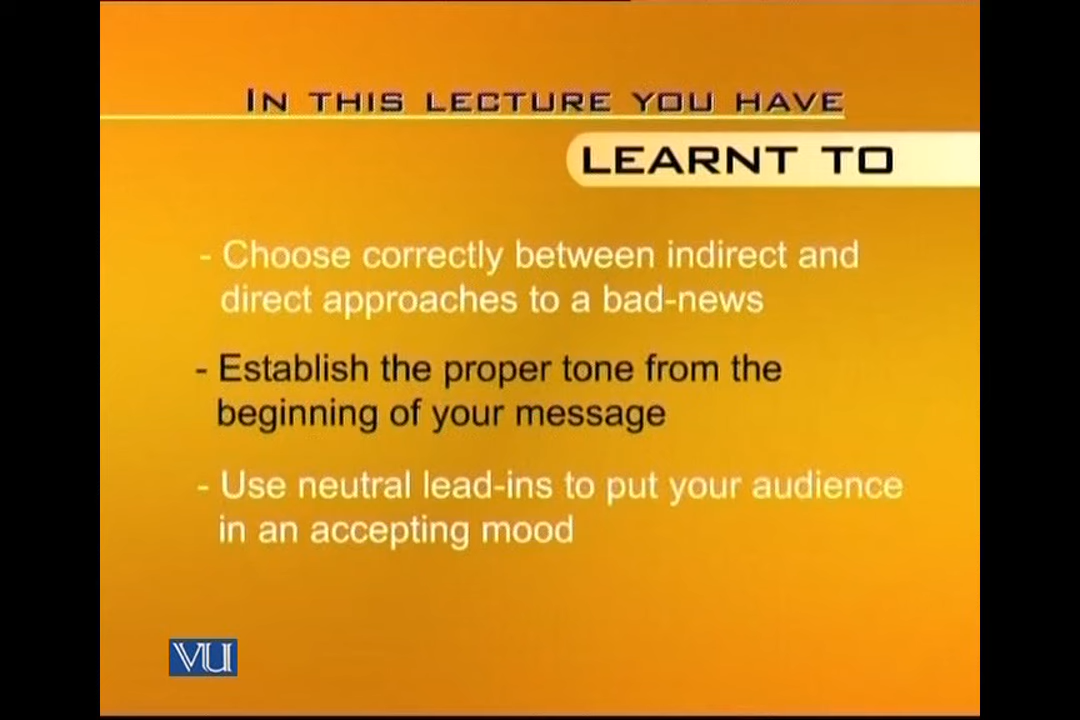 IN THIS LECTURE YOU HAVE
LEARNT TO
- Choose correctly between indirect and
direct approaches to a bad-news
- Establish the proper tone from the
beginning of your message
- Use neutral lead-ins to put your audience
in an accepting mood
VU